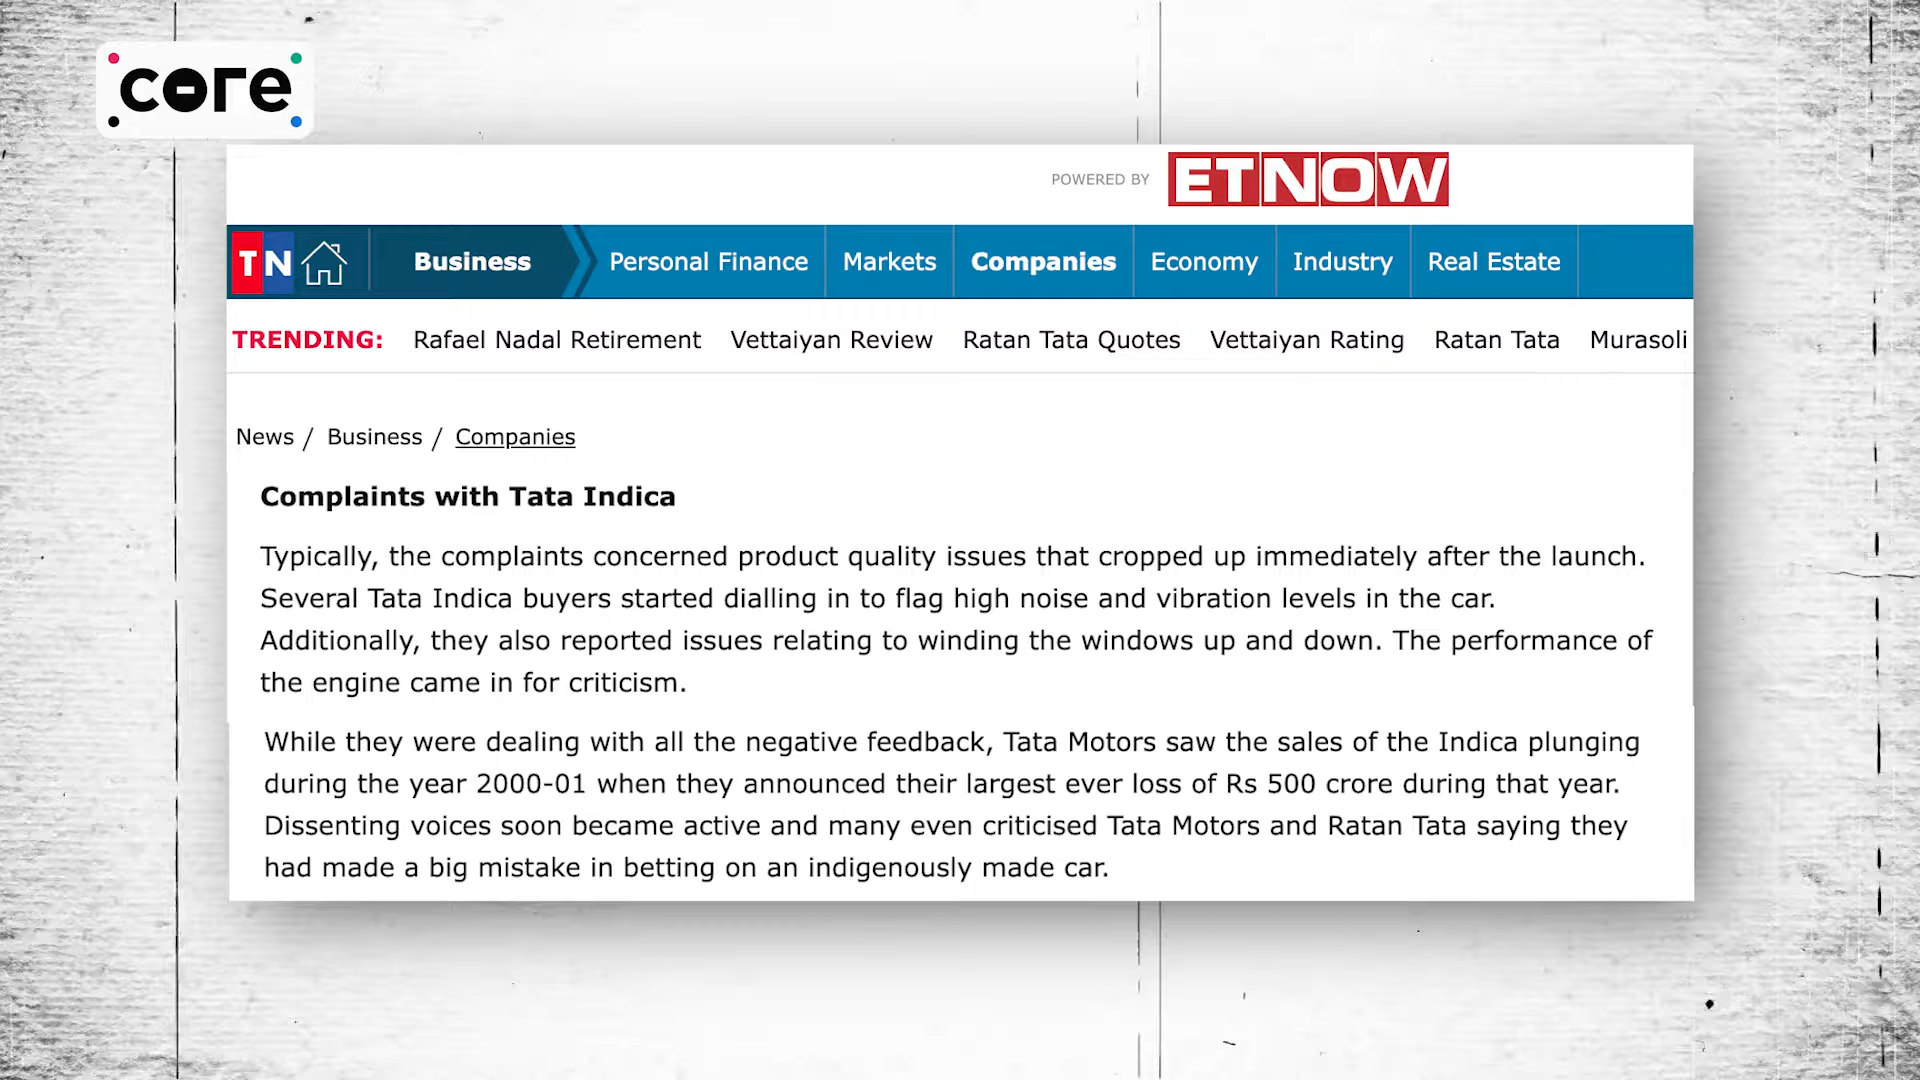 core
POWERED BY ETNOW
TN Business Personal Finance Markets Companies Economy Industry Real Estate
TRENDING: Rafael Nadal Retirement Vettaiyan Review Ratan Tata Quotes Vettaiyan Rating Ratan Tata Murasoli
News / Business / Companies
Complaints with Tata Indica
Typically, the complaints concerned product quality issues that cropped up immediately after the launch.
Several Tata Indica buyers started dialling in to flag high noise and vibration levels in the car.
Additionally, they also reported issues relating to winding the windows up and down. The performance of
the engine came in for criticism.
While they were dealing with all the negative feedback, Tata Motors saw the sales of the Indica plunging
during the year 2000-01 when they announced their largest ever loss of Rs 500 crore during that year.
Dissenting voices soon became active and many even criticised Tata Motors and Ratan Tata saying they
had made a big mistake in betting on an indigenously made car.